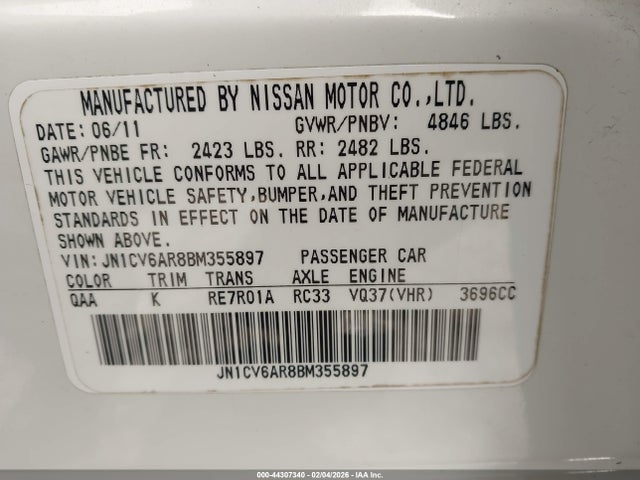 MANUFACTURED BY NISSAN MOTOR CO.,LTD.
DATE: 06/11 GVWR/PNBV: 4846 LBS.
GAWR/PNBE FR: 2423 LBS. RR: 2482 LBS.
THIS VEHICLE CONFORMS TO ALL APPLICABLE FEDERAL
MOTOR VEHICLE SAFETY,BUMPER,AND THEFT PREVENTION
STANDARDS IN EFFECT ON THE DATE OF MANUFACTURE
SHOWN ABOVE.
VIN: JN1CV6AR8BM355897 PASSENGER CAR
COLOR TRIM TRANS AXLE ENGINE
QAA K RE7R01A RC33 VQ37(VHR) 3696CC
JN1CV6AR8BM355897
000-44307340 - 02/04/2026 - IAA Inc.